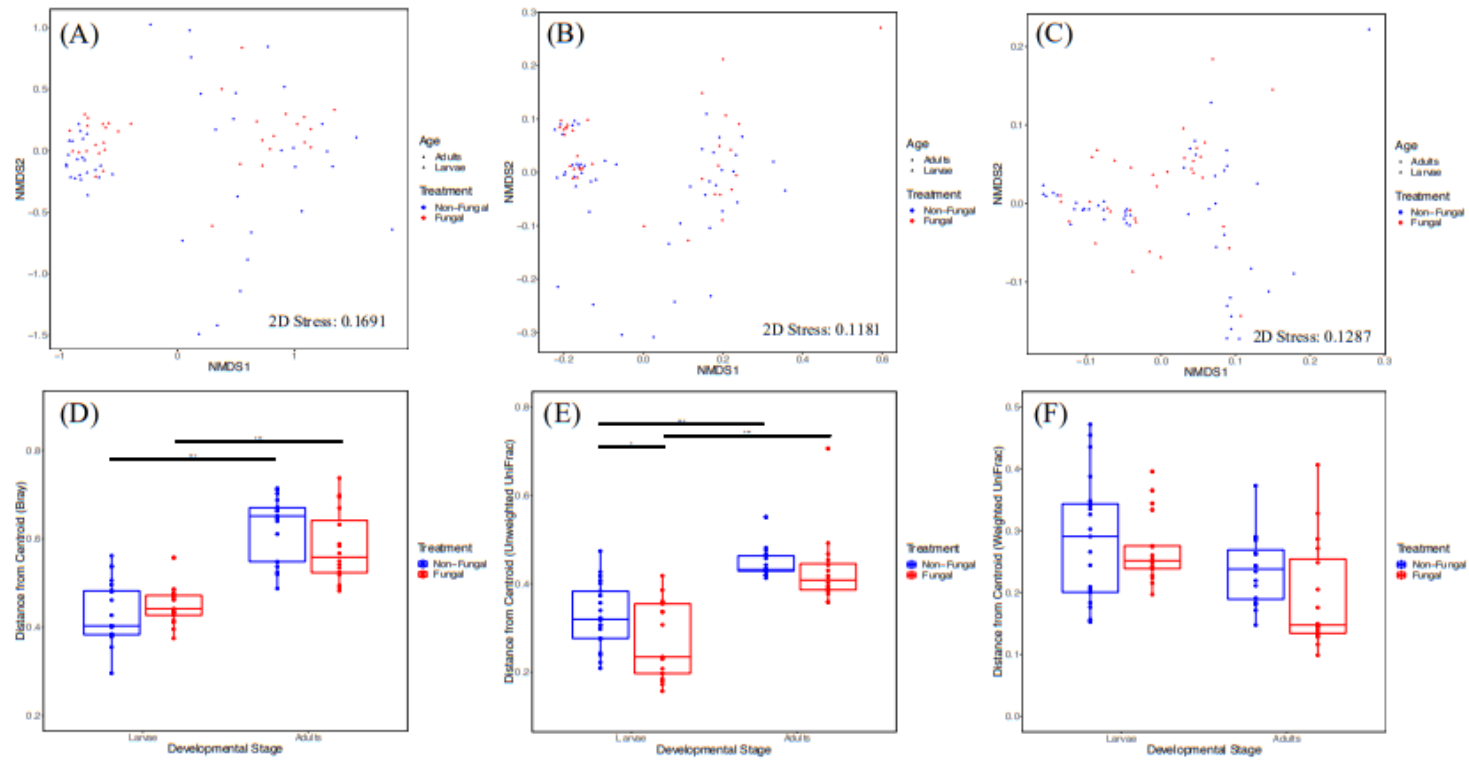 (A)
1.0
0.5
0.0
−0.5
−1.0
−1.5
NMDS2
−1
0
1
NMDS1
2D Stress: 0.1691
Age
Adults
Larvae
Treatment
Non−Fungal
Fungal
(B)
0.3
0.2
0.1
0.0
−0.1
−0.2
−0.3
NMDS2
−0.2
0.0
0.2
0.4
0.6
NMDS1
2D Stress: 0.1181
Age
Adults
Larvae
Treatment
Non−Fungal
Fungal
(C)
0.2
0.1
0.0
−0.1
NMDS2
−0.1
0.0
0.1
0.2
0.3
NMDS1
2D Stress: 0.1287
Age
Adults
Larvae
Treatment
Non−Fungal
Fungal
(D)
0.8
0.6
0.4
0.2
Distance from Centroid (Bray)
Larvae
Adults
Developmental Stage
Treatment
Non−Fungal
Fungal
(E)
0.8
0.6
0.4
0.2
Distance from Centroid (Unweighted UniFrac)
Larvae
Adults
Developmental Stage
Treatment
Non−Fungal
Fungal
(F)
0.5
0.4
0.3
0.2
0.1
0.0
Distance from Centroid (Weighted UniFrac)
Larvae
Adults
Developmental Stage
Treatment
Non−Fungal
Fungal